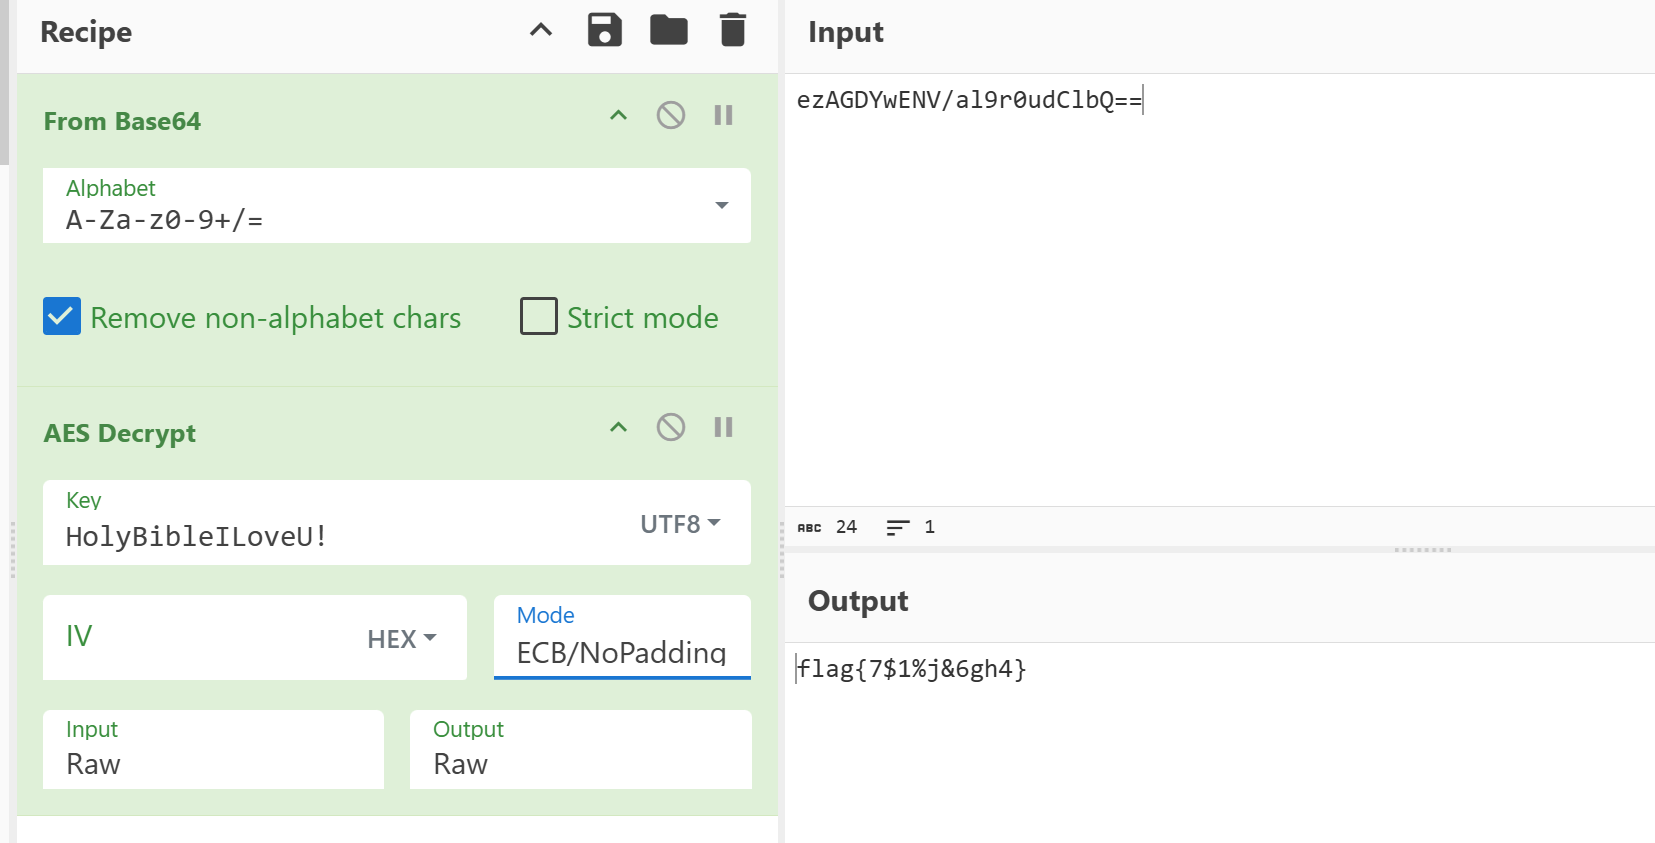 Recipe
From Base64
Alphabet
A-Za-z0-9+/=
Remove non-alphabet chars
Strict mode
AES Decrypt
Key
HolyBibleILoveU!
UTF8
IV
HEX
Mode
ECB/NoPadding
Input
Raw
Output
Raw
Input
ezAGDYwENV/al9r0udClbQ==
ABC 24
1
Output
flag{7$1%j&6gh4}